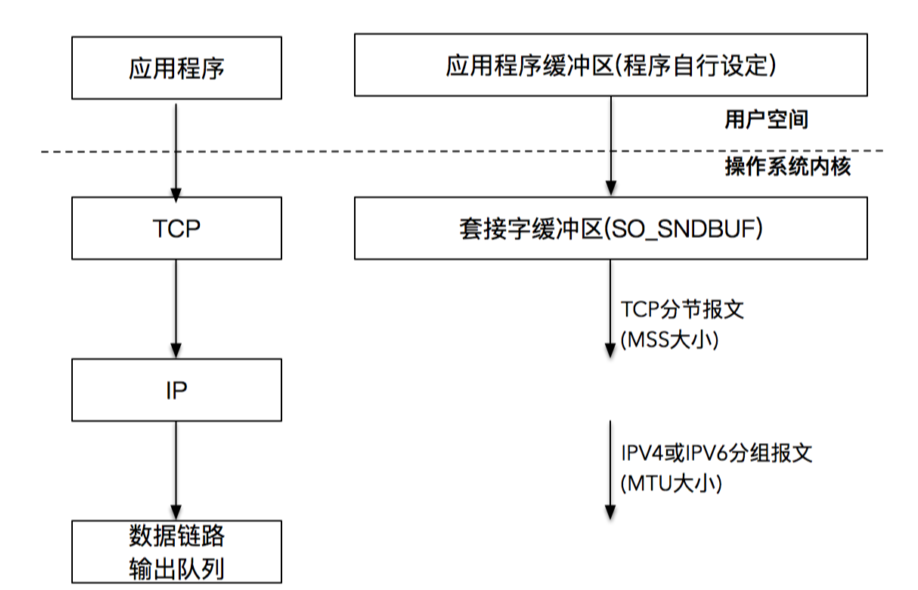 应用程序
应用程序缓冲区(程序自行设定)
用户空间
操作系统内核
TCP
套接字缓冲区(SO_SNDBUF)
TCP分节报文
(MSS大小)
IP
IPV4或IPV6分组报文
(MTU大小)
数据链路
输出队列